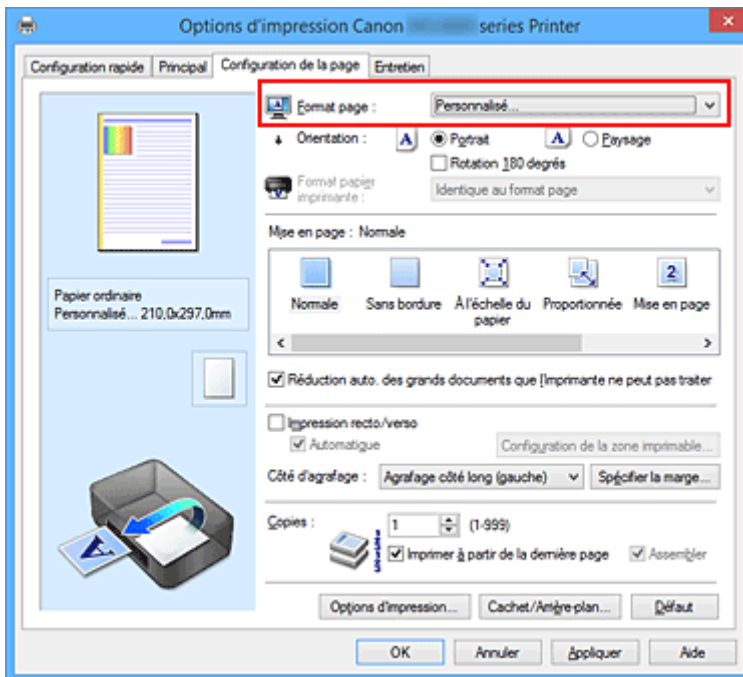 Options d'impression Canon series Printer
Configuration rapide Principal Configuration de la page Entretien
Format page : Personnalisé...
Orientation : A Portrait A Paysage
Rotation 180 degrés
Format papier imprimante : Identique au format page
Mise en page : Normale
2
Normale Sans bordure À l'échelle du papier Proportionnée Mise en page
Papier ordinaire
Personnalisé... 210,0x297,0mm
Réduction auto. des grands documents que l'imprimante ne peut pas traiter
Impression recto/verso
Automatique Configuration de la zone imprimable...
Côté d'agrafage : Agrafage côté long (gauche) Spécifier la marge...
Copies : 1 (1-999)
Imprimer à partir de la dernière page Assembler
A
Options d'impression... Cachet/Arrière-plan... Défaut
OK Annuler Appliquer Aide